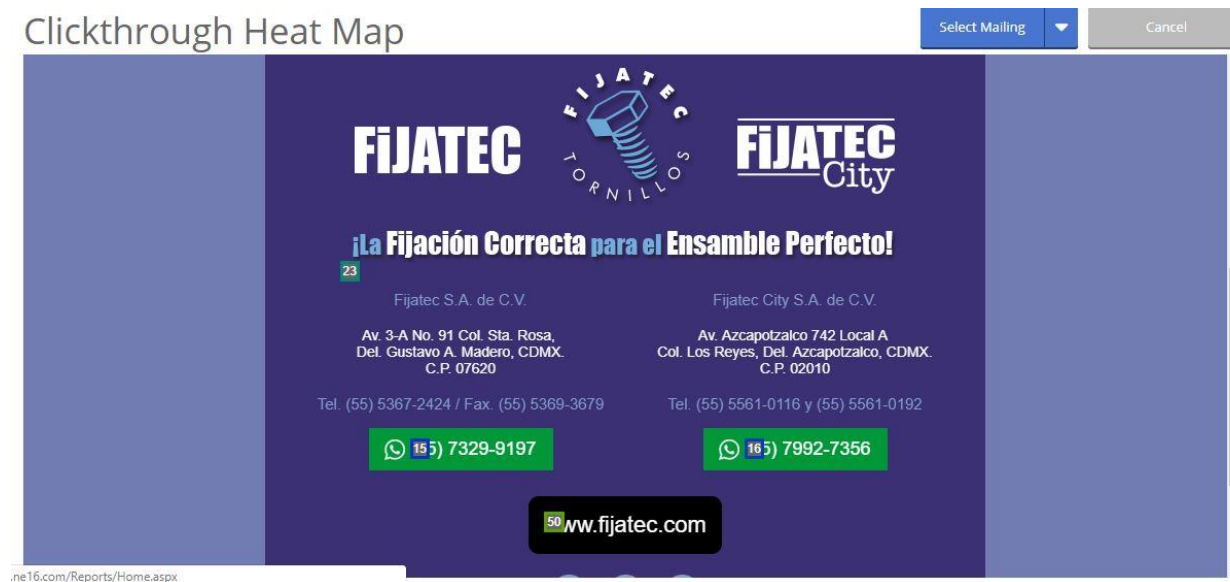 Clickthrough Heat Map
Select Mailing
Cancel
FiJATEC
FIJATEC
TORNILLOS
FiJATEC
City
¡La Fijación Correcta para el Ensamble Perfecto!
23
Fijatec S.A. de C.V.
Av. 3-A No. 91 Col. Sta. Rosa,
Del. Gustavo A. Madero, CDMX.
C.P. 07620
Tel. (55) 5367-2424 / Fax. (55) 5369-3679
15 5) 7329-9197
Fijatec City S.A. de C.V.
Av. Azcapotzalco 742 Local A
Col. Los Reyes, Del. Azcapotzalco, CDMX.
C.P. 02010
Tel. (55) 5561-0116 y (55) 5561-0192
16 5) 7992-7356
50 ww.fijatec.com
.ne16.com/Reports/Home.aspx